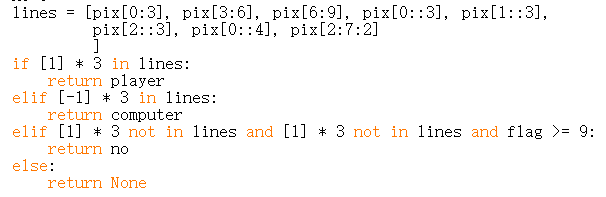 lines = [pix[0:3], pix[3:6], pix[6:9], pix[0::3], pix[1::3],
         pix[2::3], pix[0::4], pix[2:7:2]
         ]
if [1] * 3 in lines:
    return player
elif [-1] * 3 in lines:
    return computer
elif [1] * 3 not in lines and [1] * 3 not in lines and flag >= 9:
    return no
else:
    return None